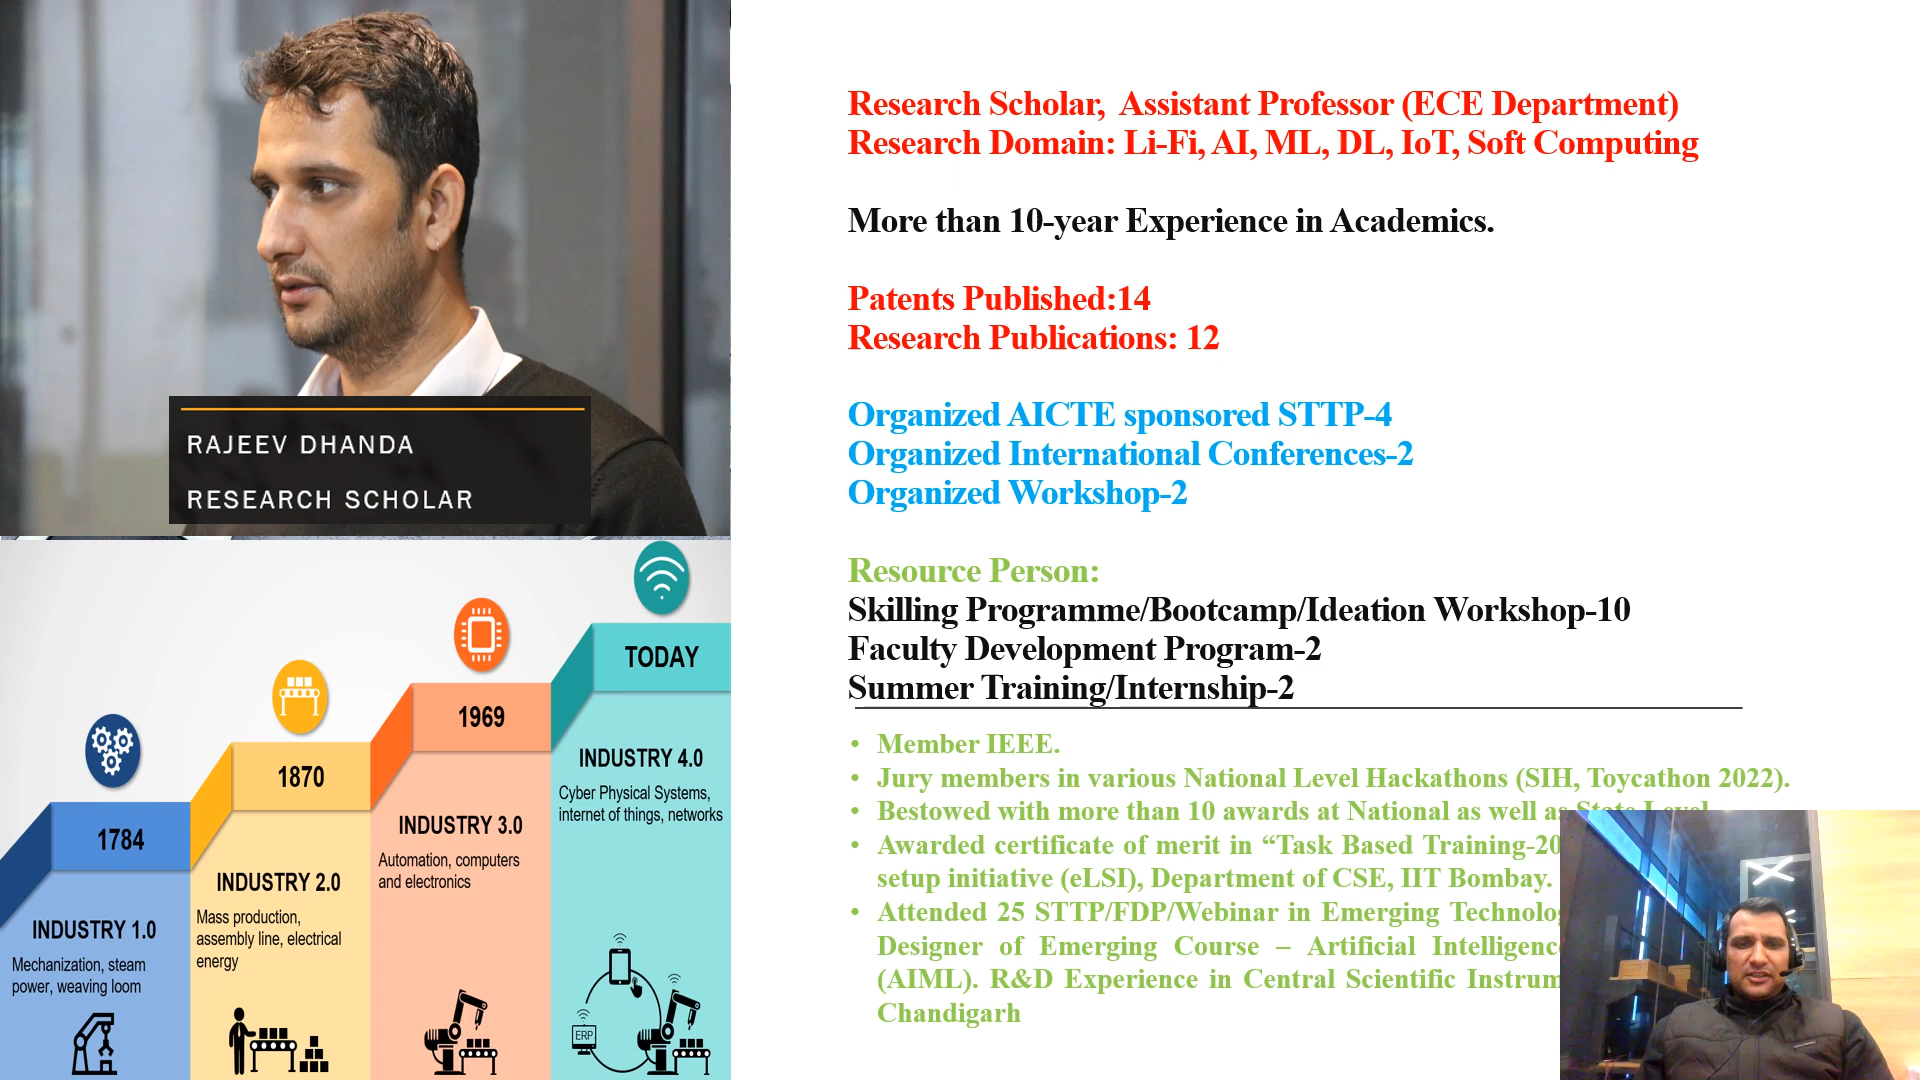 RAJEEV DHANDA
RESEARCH SCHOLAR
Research Scholar, Assistant Professor (ECE Department)
Research Domain: Li-Fi, AI, ML, DL, IoT, Soft Computing
More than 10-year Experience in Academics.
Patents Published:14
Research Publications: 12
Organized AICTE sponsored STTP-4
Organized International Conferences-2
Organized Workshop-2
Resource Person:
Skilling Programme/Bootcamp/Ideation Workshop-10
Faculty Development Program-2
Summer Training/Internship-2
• Member IEEE.
• Jury members in various National Level Hackathons (SIH, Toycathon 2022).
• Bestowed with more than 10 awards at National as well as State Level
• Awarded certificate of merit in “Task Based Training-20
setup initiative (eLSI), Department of CSE, IIT Bombay.
• Attended 25 STTP/FDP/Webinar in Emerging
Designer of Emerging Course – Artificial
(AIML). R&D Experience in Central Scientific
Chandigarh
TODAY
INDUSTRY 4.0
Cyber Physical Systems,
internet of things, networks
ERP
1969
INDUSTRY 3.0
Automation, computers
and electronics
1870
INDUSTRY 2.0
Mass production,
assembly line, electrical
energy
1784
INDUSTRY 1.0
Mechanization, steam
power, weaving loom